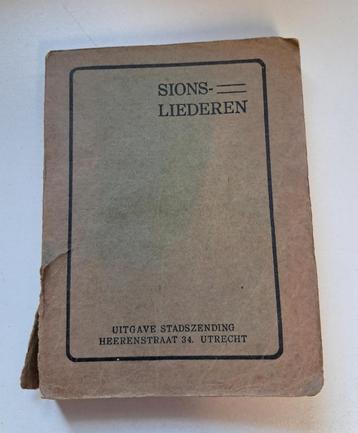 SIONS-
LIEDEREN
UITGAVE STADSZENDING
HEERENSTRAAT 34. UTRECHT